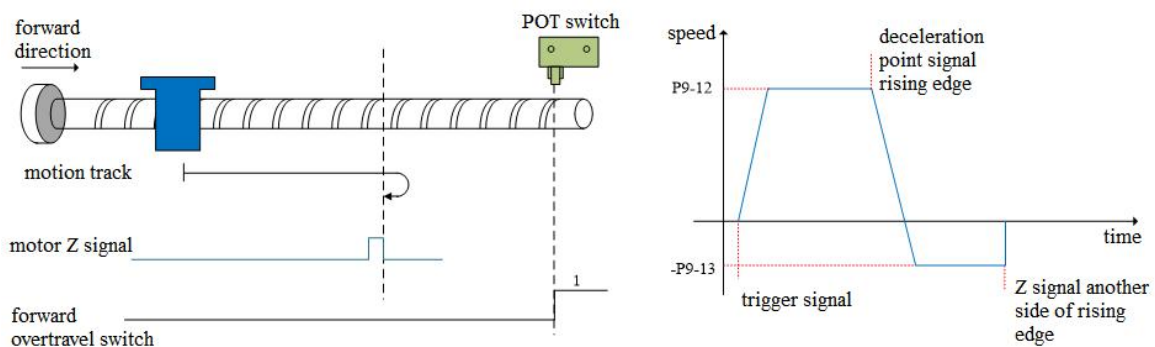 forward
direction
POT switch
motion track
motor Z signal
1
forward
overtravel switch
speed
deceleration
point signal
rising edge
P9-12
time
-P9-13
trigger signal
Z signal another
side of rising
edge